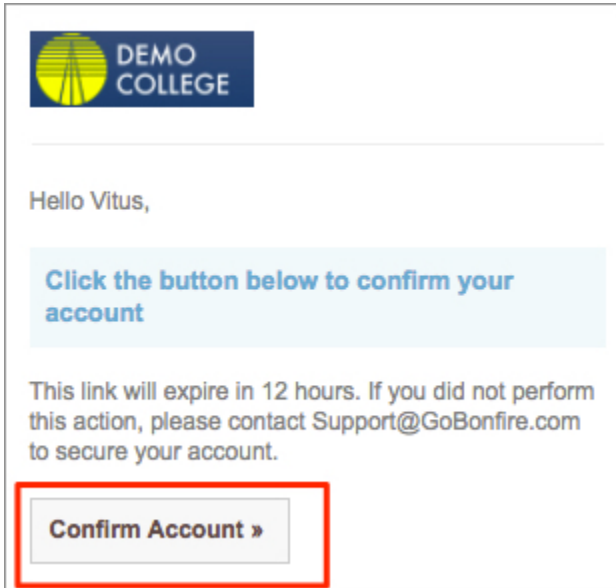 DEMO
COLLEGE
Hello Vitus,
Click the button below to confirm your
account
This link will expire in 12 hours. If you did not perform
this action, please contact Support@GoBonfire.com
to secure your account.
Confirm Account »